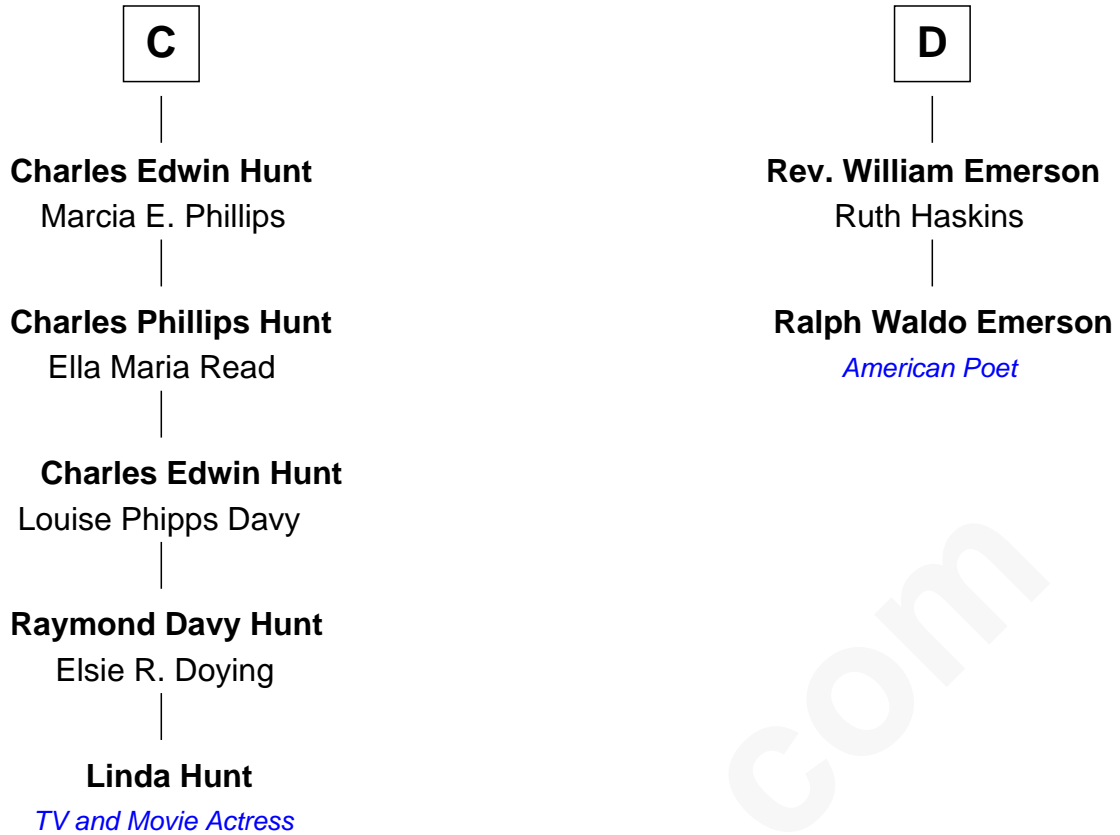 C
Charles Edwin Hunt
Marcia E. Phillips
Charles Phillips Hunt
Ella Maria Read
Charles Edwin Hunt
Louise Phipps Davy
Raymond Davy Hunt
Elsie R. Doying
Linda Hunt
TV and Movie Actress
D
Rev. William Emerson
Ruth Haskins
Ralph Waldo Emerson
American Poet
com